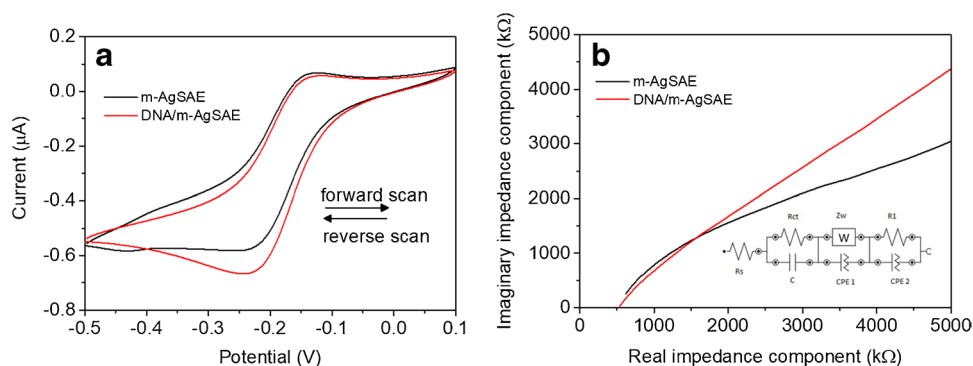 a
m-AgSAE
DNA/m-AgSAE
forward scan
reverse scan
0.2
0.0
-0.2
-0.4
-0.6
-0.8
Current (μA)
-0.5 -0.4 -0.3 -0.2 -0.1 0.0 0.1
Potential (V)
b
m-AgSAE
DNA/m-AgSAE
5000
4000
3000
2000
1000
0
Imaginary impedance component (kΩ)
Rct Zw R1
W
Rs
C CPE 1 CPE 2
C
1000 2000 3000 4000 5000
Real impedance component (kΩ)